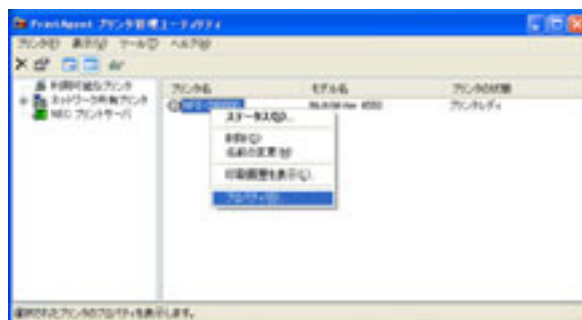 PrintAgent プリンタ管理ユーティリティ
プリンタ(P) 表示(V) ツール(T) ヘルプ(H)
利用可能なプリンタ
ネットワーク共有プリンタ
NEC プリントサーバ
プリンタ名 モデル名 プリンタの状態
MultiWriter プリンタレディ
ステータス(S)...
削除(D)
名前の変更(M)
印刷履歴を表示(L)...
プロパティ(R)...
選択されたプリンタのプロパティを表示します。